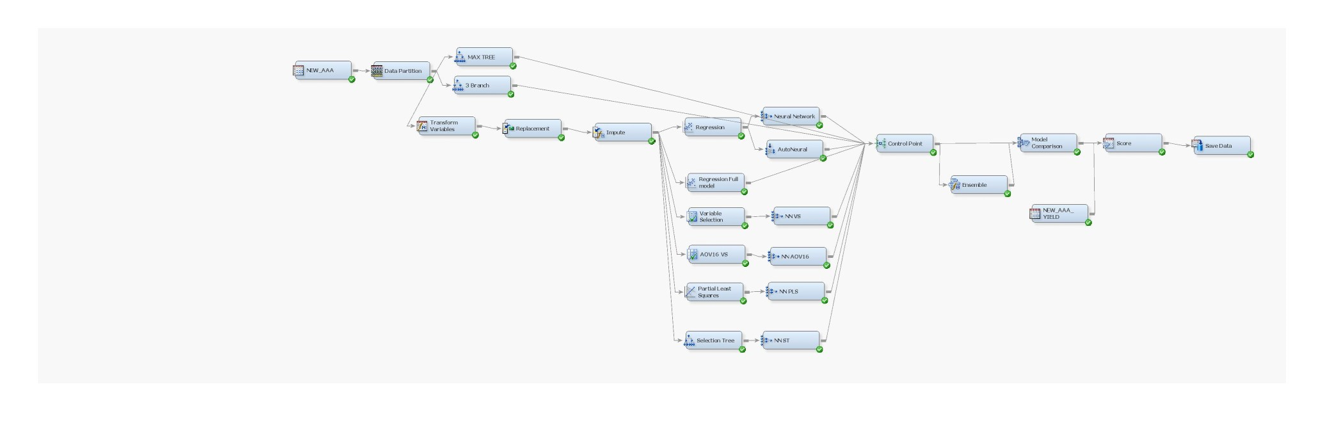 NEW_AAA
Data Partition
MAX TREE
3 Branch
Transform
Variables
Replacement
Impute
Regression
Neural Network
AutoNeural
Regression Full
model
Variable
Selection
NN VS
AOV16 VS
NN AOV16
Partial Least
Squares
NN PLS
Selection Tree
NN ST
Control Point
Ensemble
Model
Comparison
NEW_AAA_
YIELD
Score
Save Data